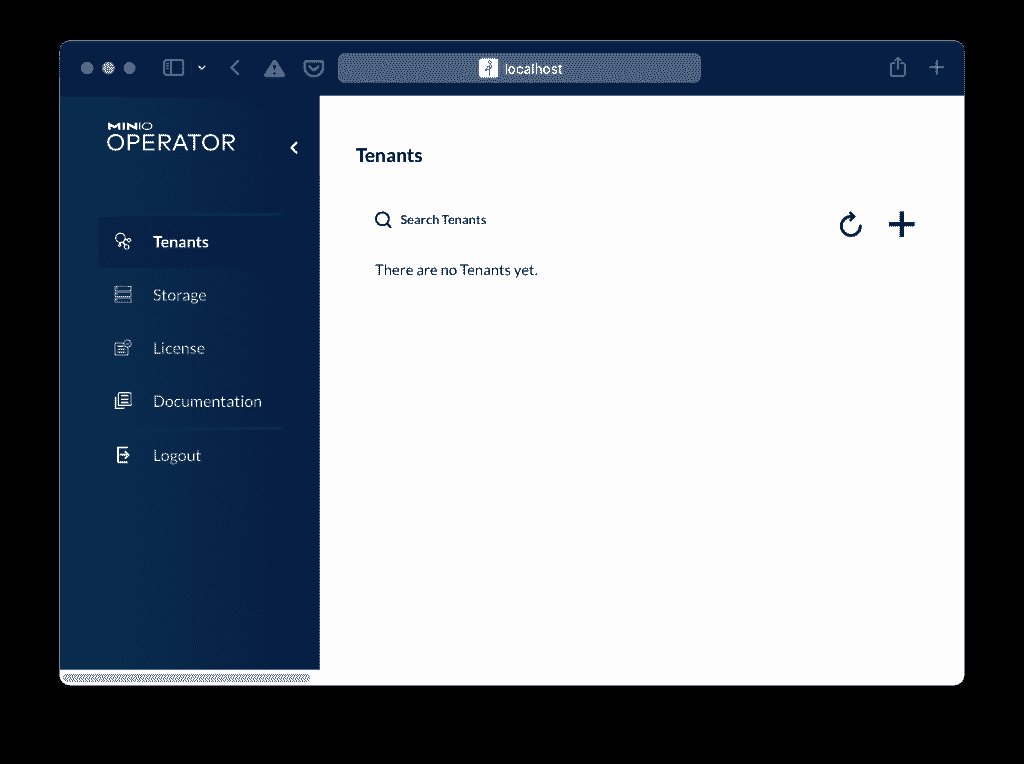 localhost
MINIO
OPERATOR
Tenants
Storage
License
Documentation
Logout
Tenants
Search Tenants
There are no Tenants yet.